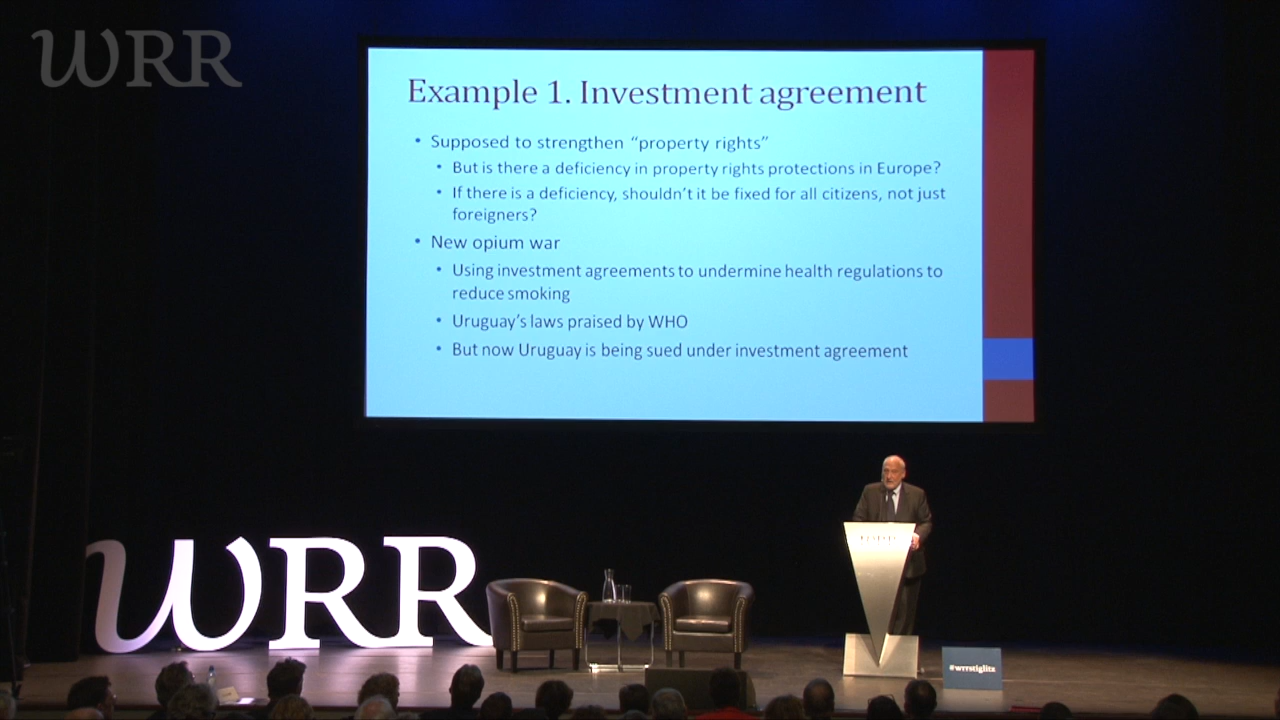 WRR
Example 1. Investment agreement
• Supposed to strengthen “property rights”
• But is there a deficiency in property rights protections in Europe?
• If there is a deficiency, shouldn’t it be fixed for all citizens, not just
foreigners?
• New opium war
• Using investment agreements to undermine health regulations to
reduce smoking
• Uruguay’s laws praised by WHO
• But now Uruguay is being sued under investment agreement
WRR
#wrrstiglitz